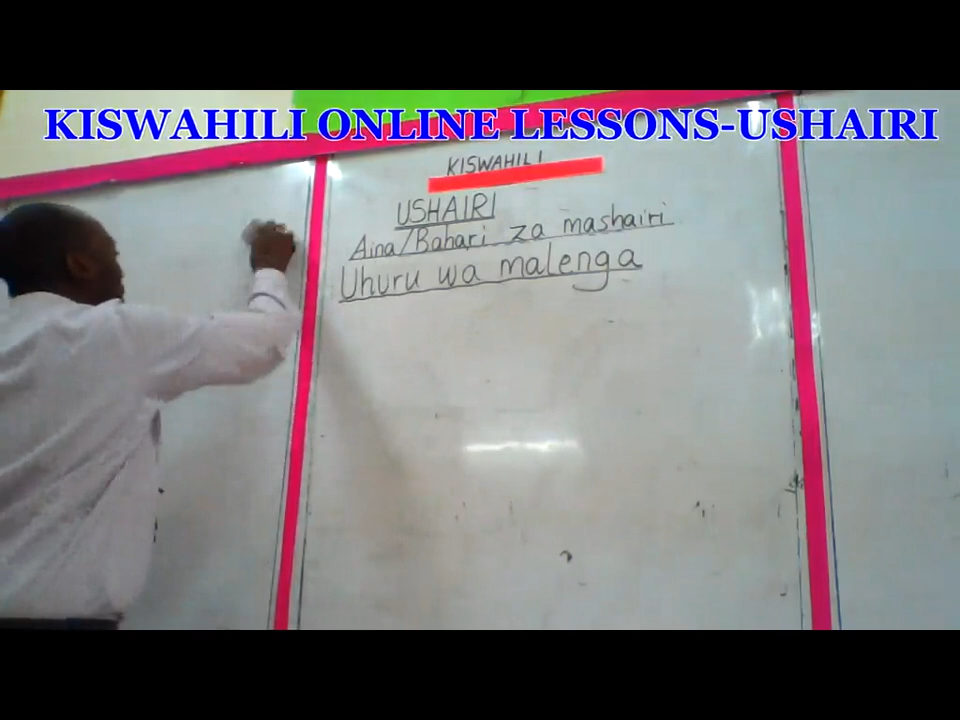 KISWAHILI ONLINE LESSONS-USHAIRI
KISWAHILI
USHAIRI
Aina/Bahari za mashairi
Uhuru wa malenga